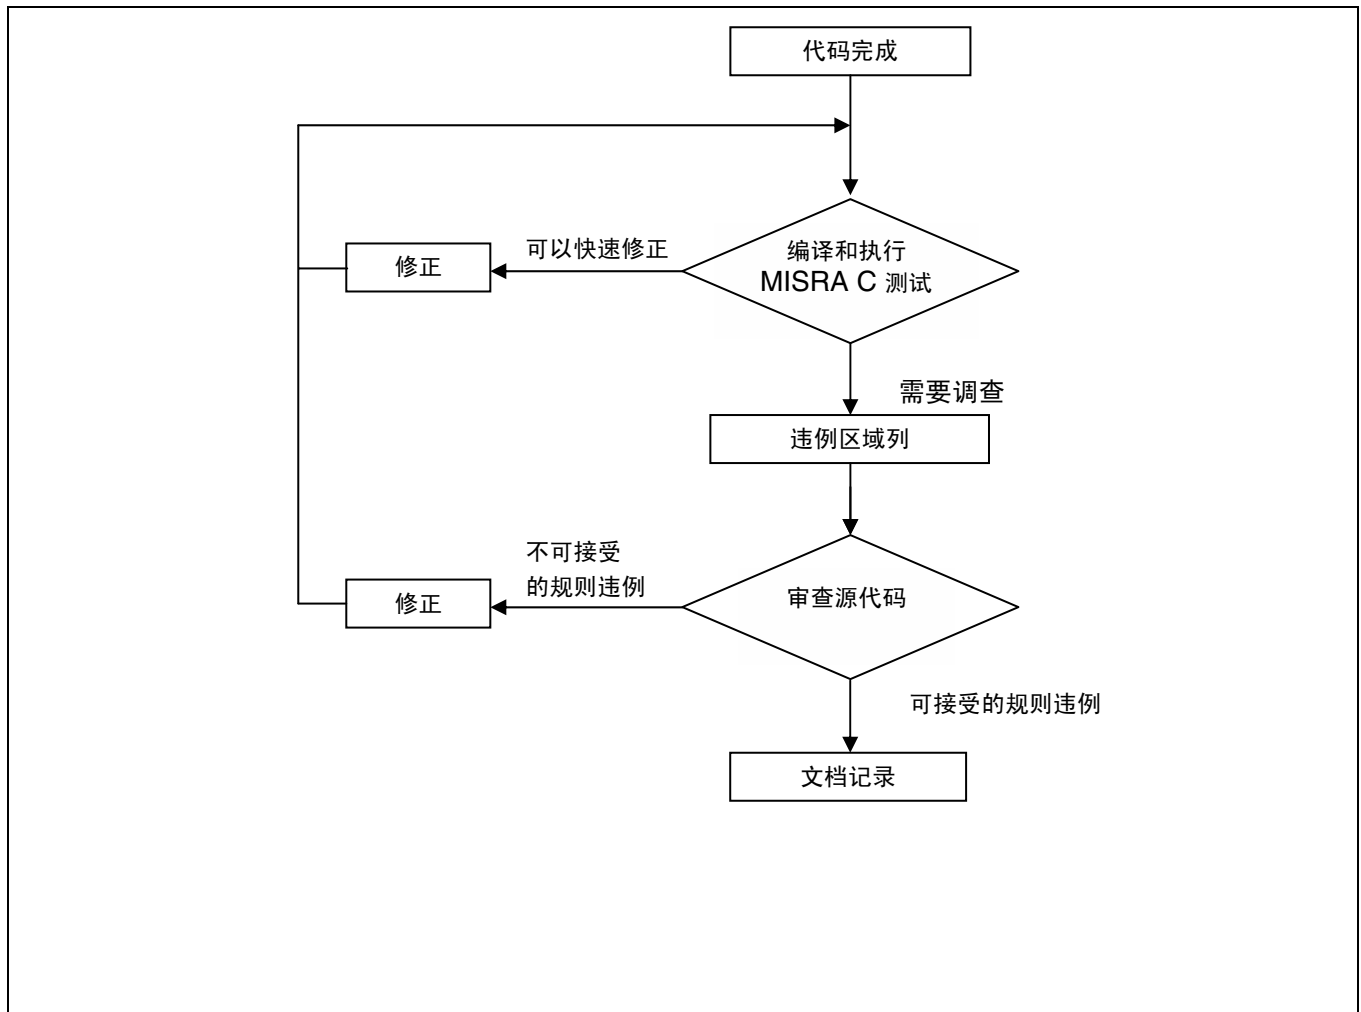 代码完成
可以快速修正
修正
编译和执行
MISRA C 测试
需要调查
违例区域列
不可接受
的规则违例
修正
审查源代码
可接受的规则违例
文档记录